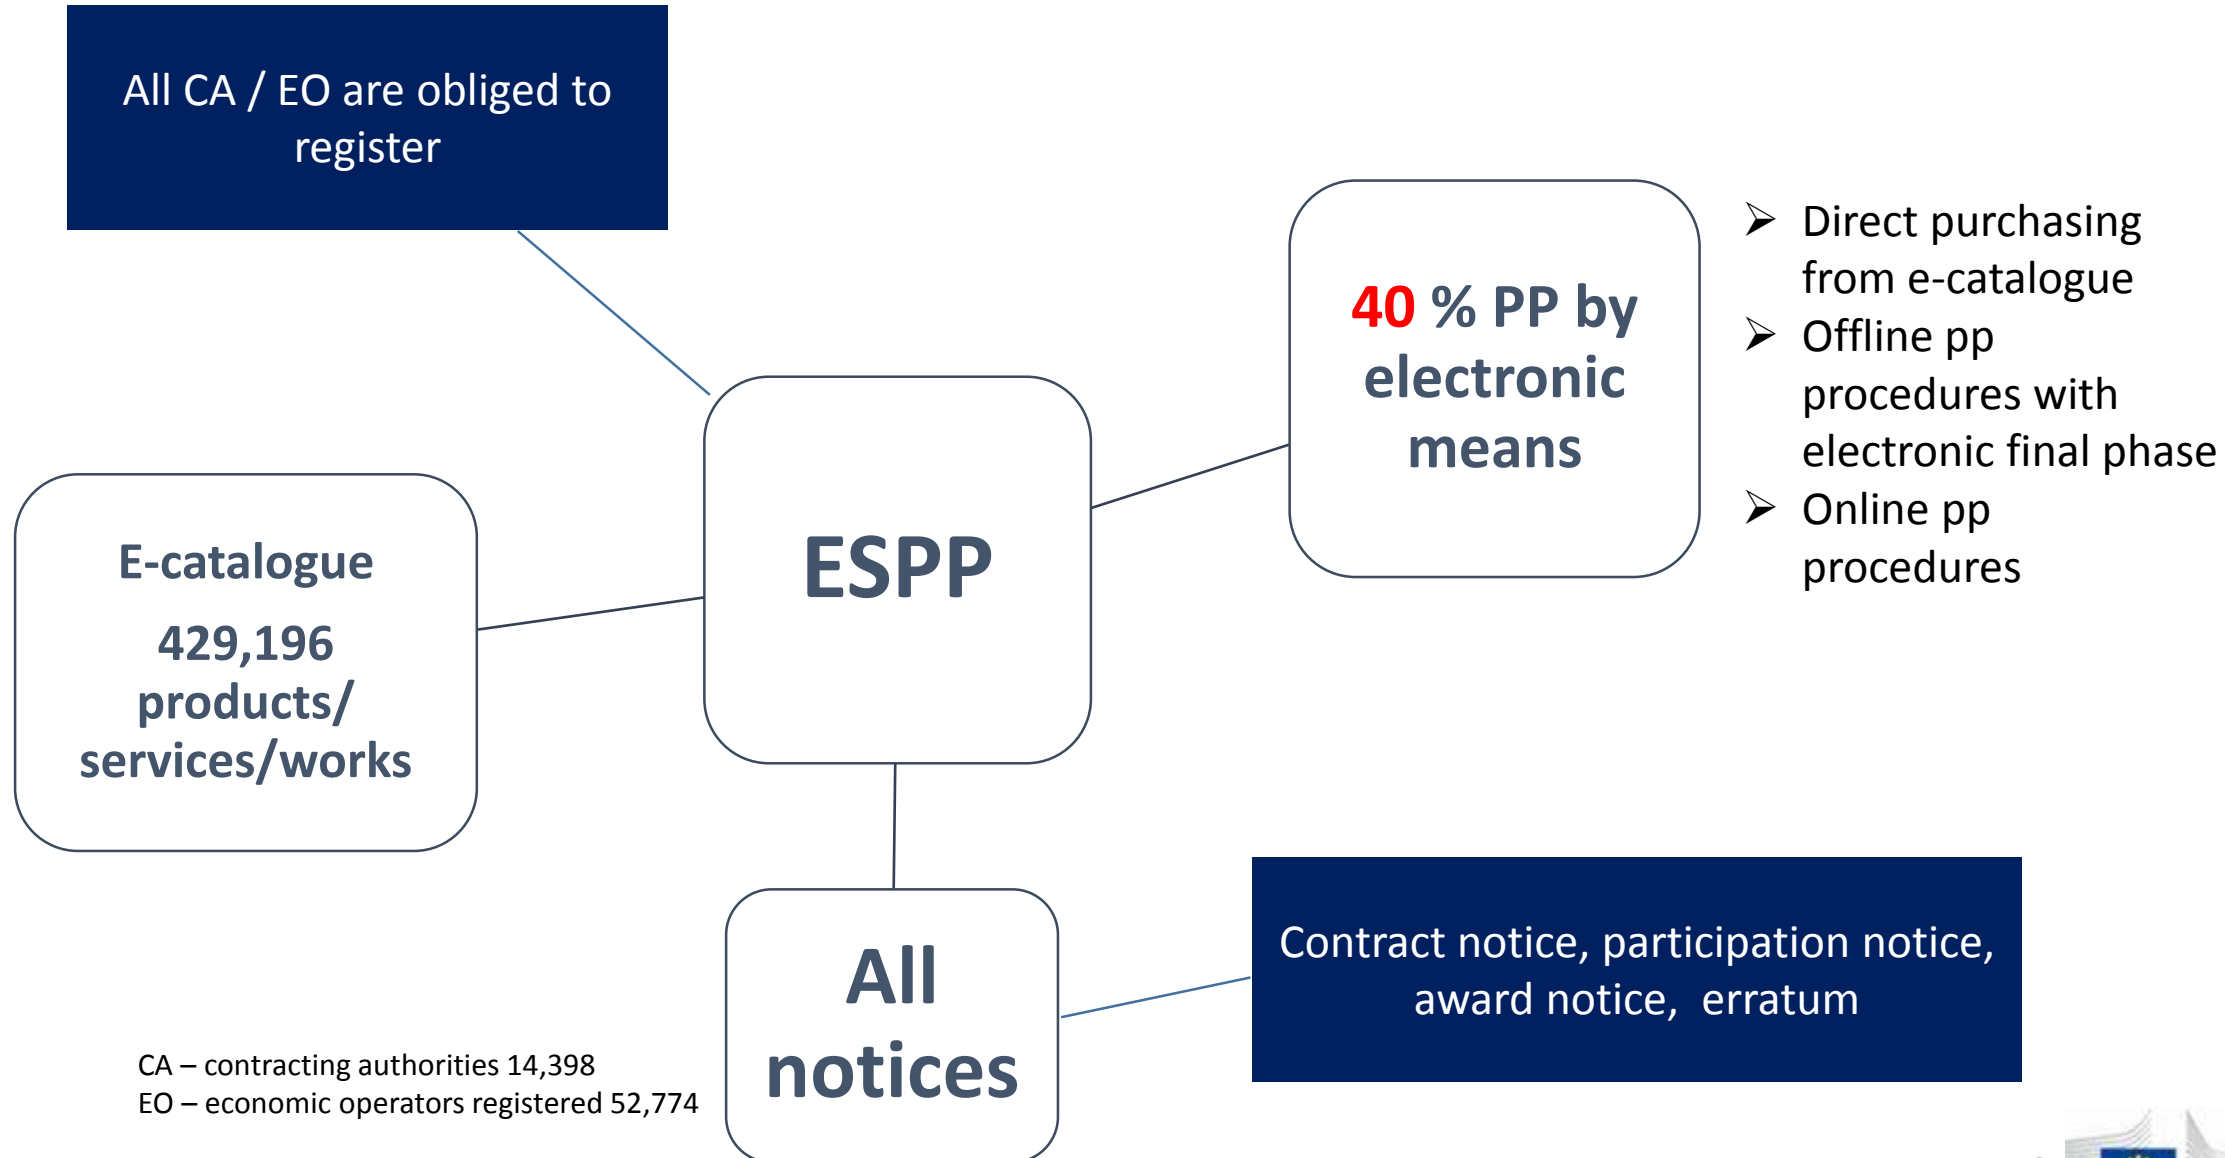 All CA / EO are obliged to
register
40 % PP by
electronic
means
➢ Direct purchasing
from e-catalogue
➢ Offline pp
procedures with
electronic final phase
➢ Online pp
procedures
ESPP
E-catalogue
429,196
products/
services/works
All
notices
Contract notice, participation notice,
award notice, erratum
CA – contracting authorities 14,398
EO – economic operators registered 52,774